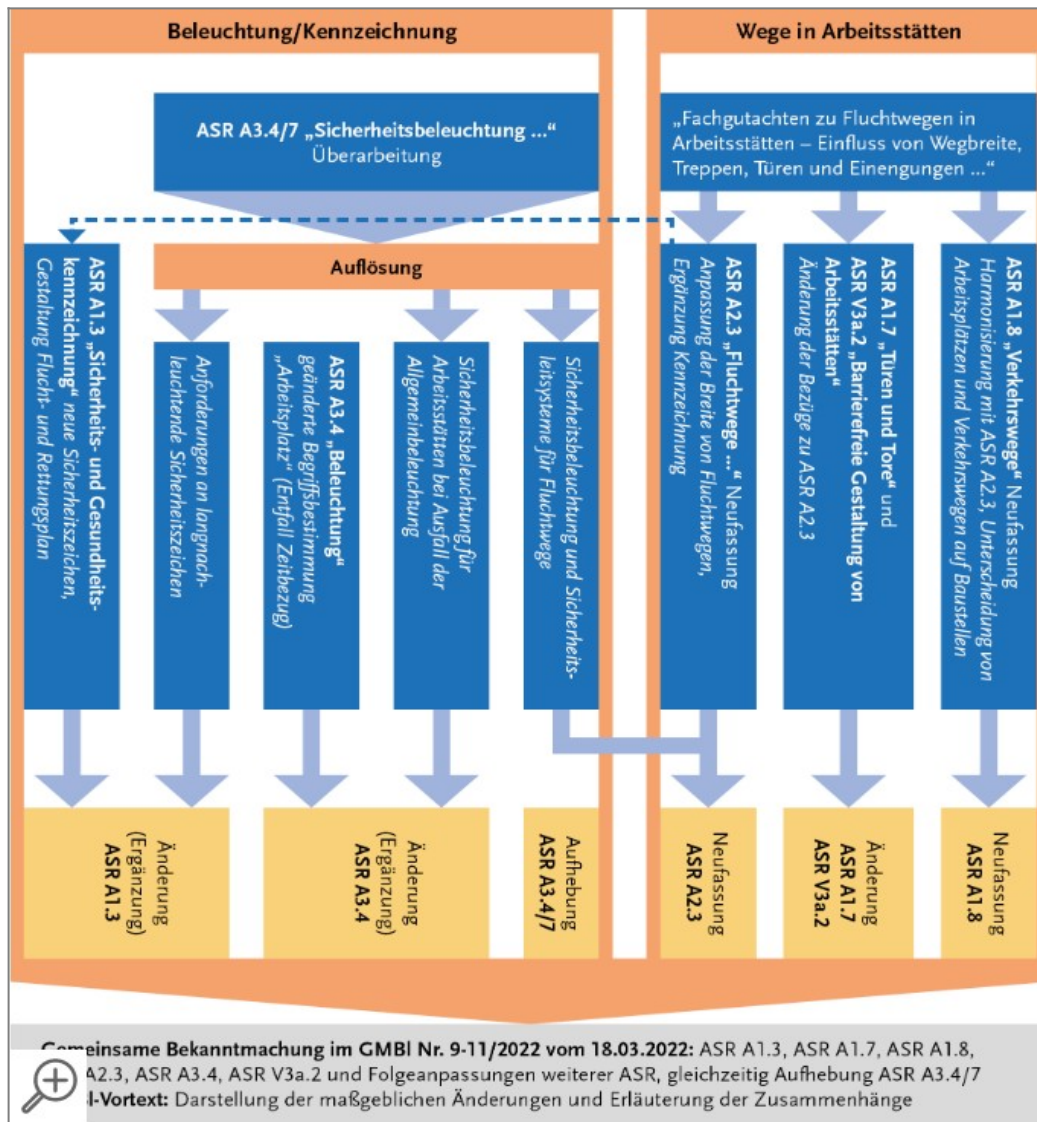 Beleuchtung/Kennzeichnung
ASR A3.4/7 „Sicherheitsbeleuchtung ...“
Überarbeitung
Auflösung
ASR A1.3 „Sicherheits- und Gesundheits-
kennzeichnung“ neue Sicherheitszeichen,
Gestaltung Flucht- und Rettungsplan
Anforderungen an langnach-
leuchtende Sicherheitszeichen
ASR A3.4 „Beleuchtung“
geänderte Begriffbestimmung
„Arbeitsplatz“ (Entfall Zeitbezug)
Sicherheitsbeleuchtung für
Arbeitsstötten bei Ausfall der
Allgemeinbeleuchtung
Sicherheitsbeleuchtung und Sicherheits-
leitsysteme für Fluchtwege
Änderung
(Ergänzung)
ASR A1.3
Änderung
(Ergänzung)
ASR A3.4
Aufhebung
ASR A3.4/7
Wege in Arbeitsstätten
„Fachgutachten zu Fluchtwegen in
Arbeitsstätten – Einfluss von Wegbreite,
Treppen, Türen und Einengungen ...“
ASR A2.3 „Fluchtwege ...“ Neufassung
Anpassung der Breite von Fluchtwegen,
Ergänzung Kennzeichnung
ASR A1.7 „Türen und Tore“ und
ASR V3a.2 „Barrierefreie Gestaltung von
Arbeitsstätten“
Änderung der Bezüge zu ASR A2.3
ASR A1.8 „Verkehrswege“ Neufassung
Harmonisierung mit ASR A2.3, Unterscheidung von
Arbeitsplätzen und Verkehrswegen auf Baustellen
Neufassung
ASR A2.3
Änderung
ASR A1.7
ASR V3a.2
Neufassung
ASR A1.8
Gemeinsame Bekanntmachung im GMBl Nr. 9-11/2022 vom 18.03.2022: ASR A1.3, ASR A1.7, ASR A1.8,
A2.3, ASR A3.4, ASR V3a.2 und Folgeanpassungen weiterer ASR, gleichzeitig Aufhebung ASR A3.4/7
l-Vortext: Darstellung der maßgeblichen Änderungen und Erläuterung der Zusammenhänge